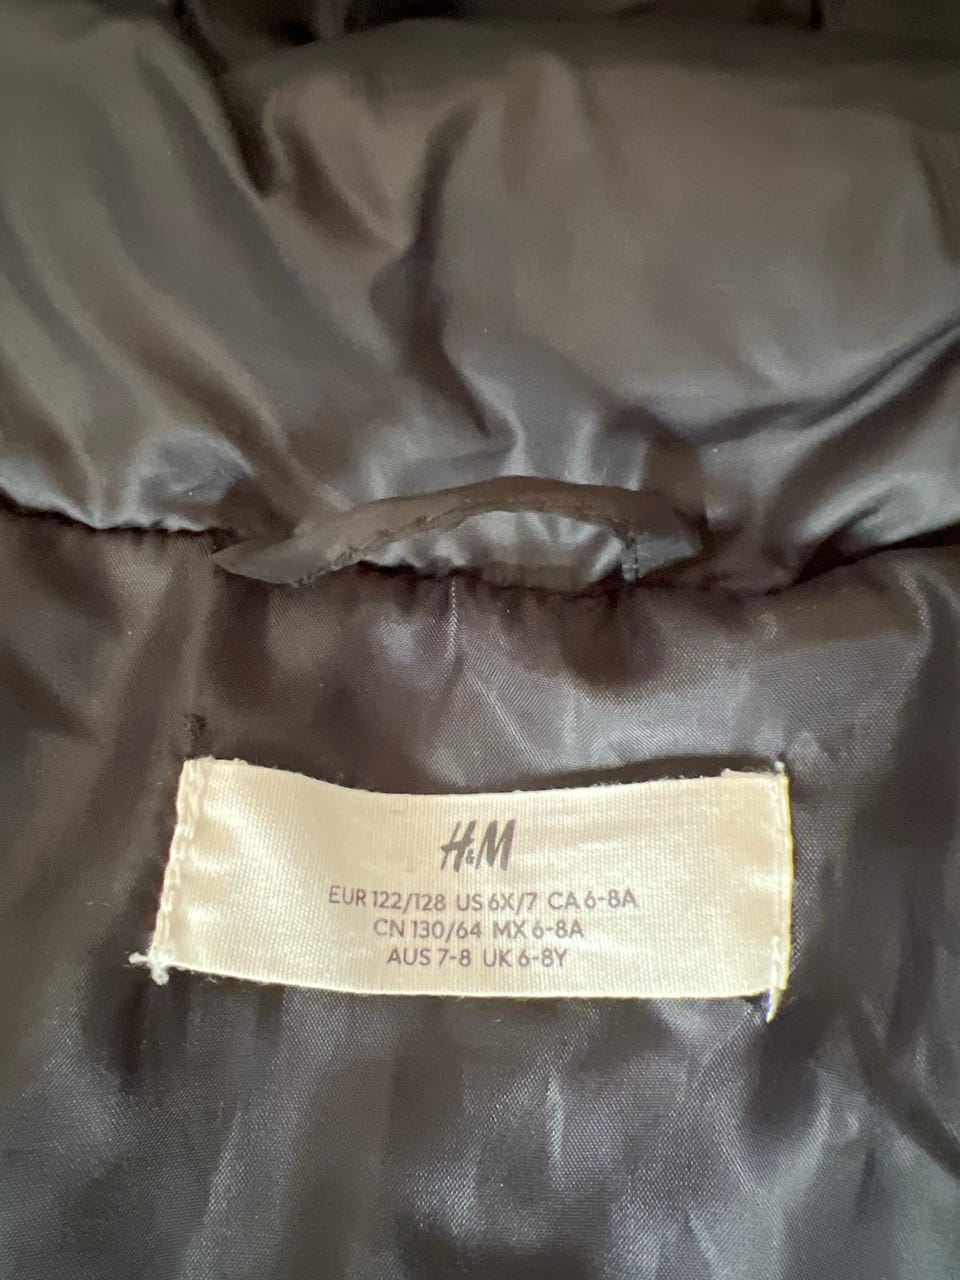 H&M
EUR 122/128 US 6X/7 CA 6-8A
CN 130/64 MX 6-8A
AUS 7-8 UK 6-8Y